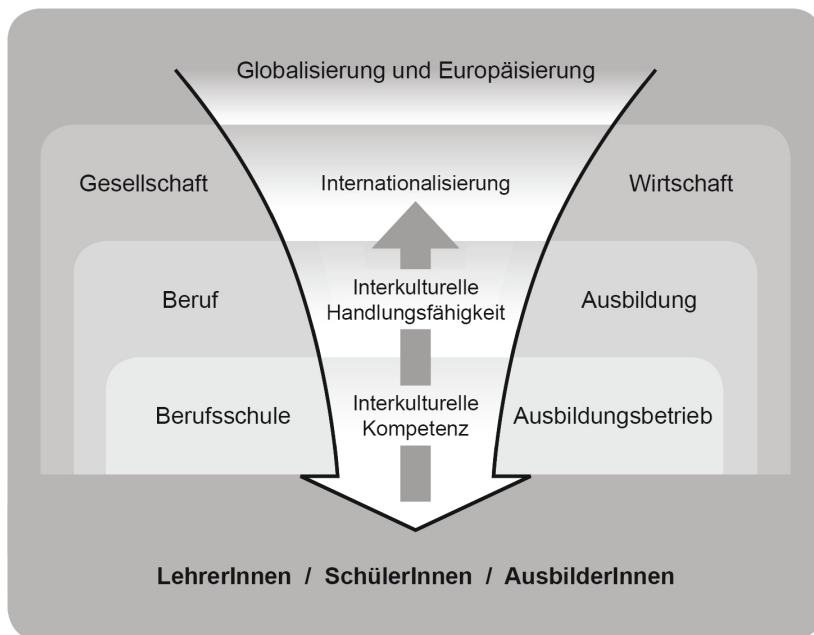 Globalisierung und Europäisierung
Gesellschaft
Internationalisierung
Wirtschaft
Beruf
Interkulturelle
Handlungsfähigkeit
Ausbildung
Berufsschule
Interkulturelle
Kompetenz
Ausbildungsbetrieb
LehrerInnen / SchülerInnen / AusbilderInnen